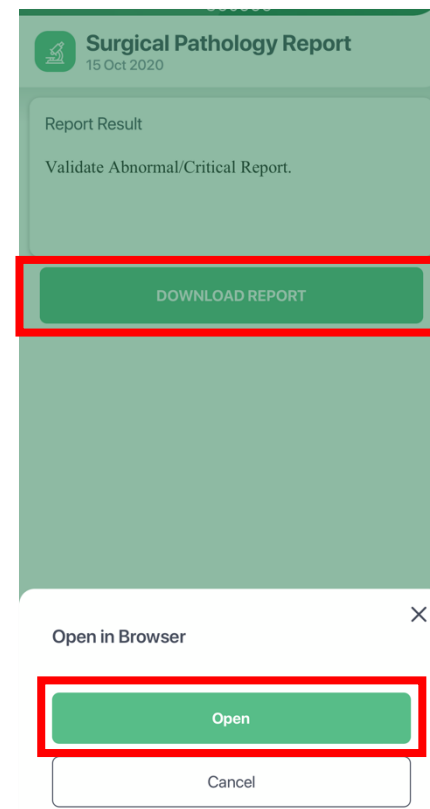 Surgical Pathology Report
15 Oct 2020
Report Result
Validate Abnormal/Critical Report.
DOWNLOAD REPORT
Open in Browser
Open
Cancel